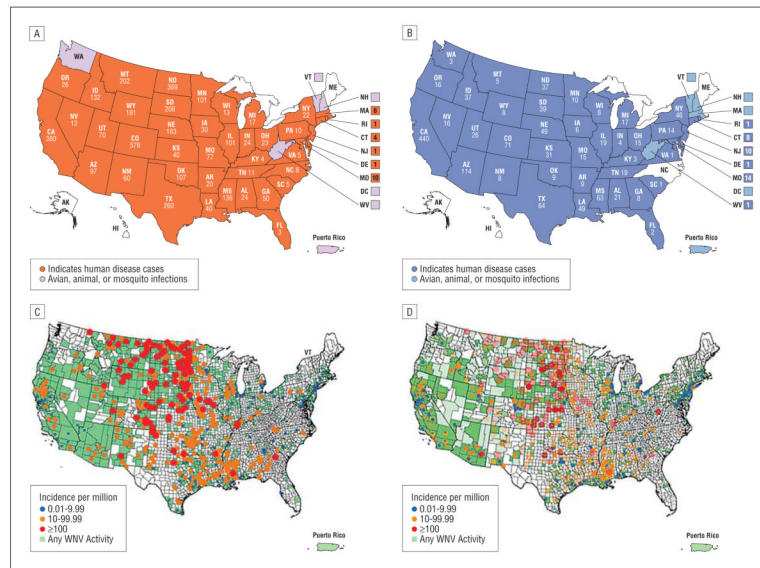 A
WA
MT
202
ND
369
MN
101
VT
ME
NH
OR
26
ID
132
SD
208
WI
13
MI
17
NY
22
MA 6
RI 1
WY
181
NE
163
IA
30
PA 10
CT 4
NV
12
UT
70
CO
578
IL
101
IN
24
OH
23
NJ 1
CA
380
KS
40
MO
77
KY 4
VA 5
DE 1
MD 10
AZ
97
NM
60
OK
107
AR
20
TN 11
NC 8
DC
WV
TX
260
LA
40
MS
136
AL
24
GA
50
SC 5
FL
3
AK
HI
Puerto Rico
Indicates human disease cases
Avian, animal, or mosquito infections
B
WA
3
MT
5
ND
37
MN
10
VT
ME
NH
OR
16
ID
37
SD
39
WI
8
MI
17
NY
46
MA
RI 1
WY
8
NE
49
IA
6
PA 14
CT 8
NV
16
UT
26
CO
71
IL
19
IN
4
OH
15
NJ 10
CA
440
KS
31
MO
15
KY 3
VA 1
DE 1
MD 14
AZ
114
NM
8
OK
9
AR
9
TN 19
NC
DC
WV 1
TX
64
LA
49
MS
63
AL
21
GA
8
SC 1
FL
2
AK
HI
Puerto Rico
Indicates human disease cases
Avian, animal, or mosquito infections
C
VT
Incidence per million
0.01-9.99
10-99.99
≥100
Any WNV Activity
Puerto Rico
D
Incidence per million
0.01-9.99
10-99.99
≥100
Any WNV Activity
Puerto Rico